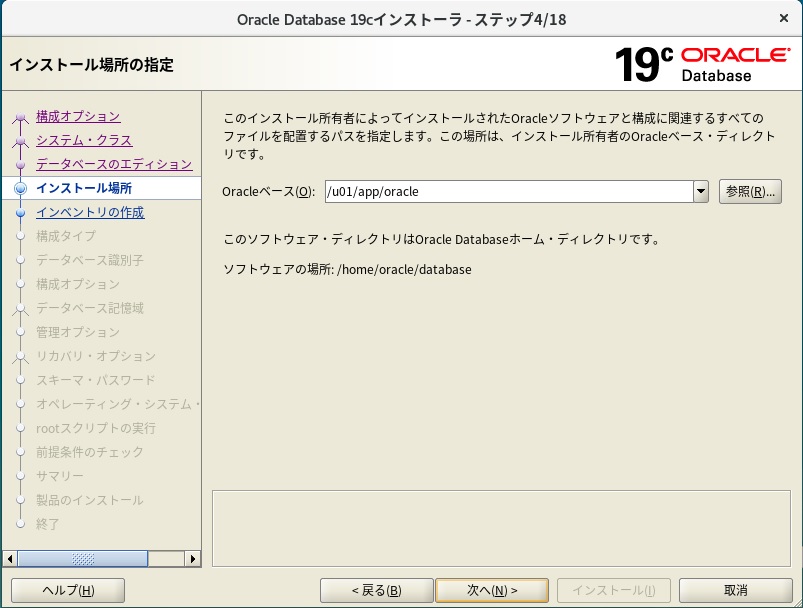 Oracle Database 19cインストーラ - ステップ4/18
インストール場所の指定
19c ORACLE
Database
構成オプション
システム・クラス
データベースのエディション
インストール場所
インベントリの作成
構成タイプ
データベース識別子
構成オプション
データベース記憶域
管理オプション
リカバリ・オプション
スキーマ・パスワード
オペレーティング・システム・
rootスクリプトの実行
前提条件のチェック
サマリー
製品のインストール
終了
このインストール所有者によってインストールされたOracleソフトウェアと構成に関連するすべての
ファイルを配置するパスを指定します。この場所は、インストール所有者のOracleベース・ディレクト
リです。
Oracleベース(O): /u01/app/oracle 参照(R)...
このソフトウェア・ディレクトリはOracle Databaseホーム・ディレクトリです。
ソフトウェアの場所: /home/oracle/database
ヘルプ(H) < 戻る(B) 次へ(N) > インストール(I) 取消